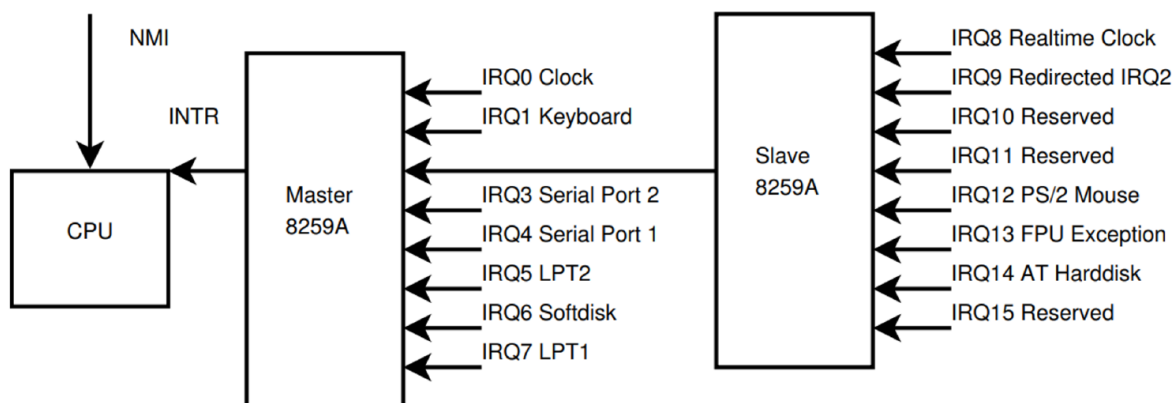 NMI
INTR
CPU
Master
8259A
IRQ0 Clock
IRQ1 Keyboard
IRQ3 Serial Port 2
IRQ4 Serial Port 1
IRQ5 LPT2
IRQ6 Softdisk
IRQ7 LPT1
Slave
8259A
IRQ8 Realtime Clock
IRQ9 Redirected IRQ2
IRQ10 Reserved
IRQ11 Reserved
IRQ12 PS/2 Mouse
IRQ13 FPU Exception
IRQ14 AT Harddisk
IRQ15 Reserved